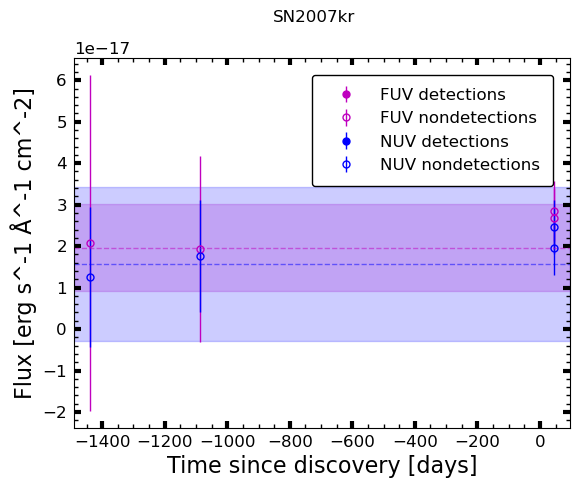 SN2007kr
1e−17
Flux [erg s^-1 Å^-1 cm^-2]
6
5
4
3
2
1
0
−1
−2
FUV detections
FUV nondetections
NUV detections
NUV nondetections
−1400 −1200 −1000 −800 −600 −400 −200 0
Time since discovery [days]